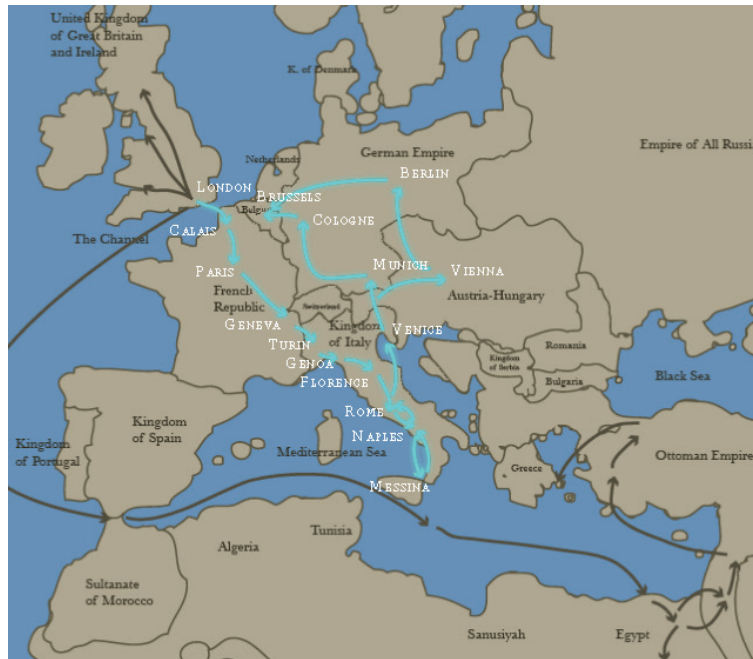 United Kingdom
of Great Britain
and Ireland
K. of Denmark
Empire of All Russi
Netherlands
German Empire
BERLIN
LONDON
BRUSSELS
Belgi
COLOGNE
CALAIS
The Channel
PARIS
MUNICH
VIENNA
French
Republic
Switzerland
Austria-Hungary
GENEVA
Kingdom
of Italy
VENICE
TURIN
GENOA
Romania
Kingdom
of Serbia
FLORENCE
Bulgaria
Black Sea
ROME
Kingdom
of Spain
NAPLES
Kingdom
of Portugal
Mediterranean Sea
Greece
Ottoman Empire
MESSINA
Tunisia
Algeria
Sultanate
of Morocco
Sanusiyah
Egypt